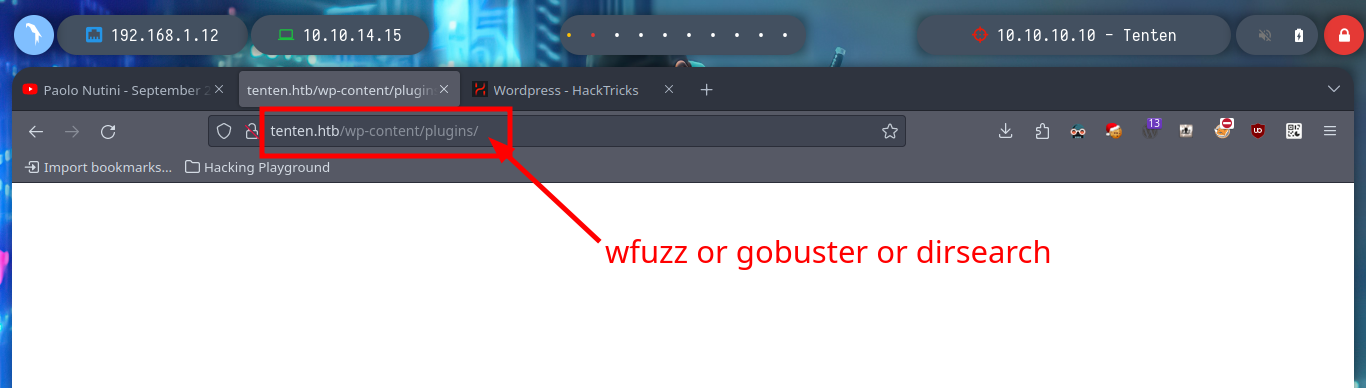 192.168.1.12
10.10.14.15
10.10.10.10 - Tenten
Paolo Nutini - September 2
tenten.htb/wp-content/plugin
Wordpress - HackTricks
tenten.htb/wp-content/plugins/
13
Import bookmarks...
Hacking Playground
wfuzz or gobuster or dirsearch